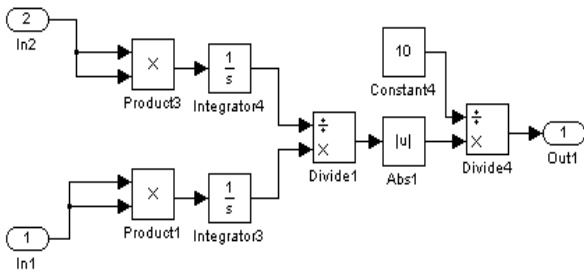 2
In2
×
Product3
1
s
Integrator4
10
Constant4
÷
×
Divide1
|u|
Abs1
÷
×
Divide4
1
Out1
×
Product1
1
s
Integrator3
1
In1